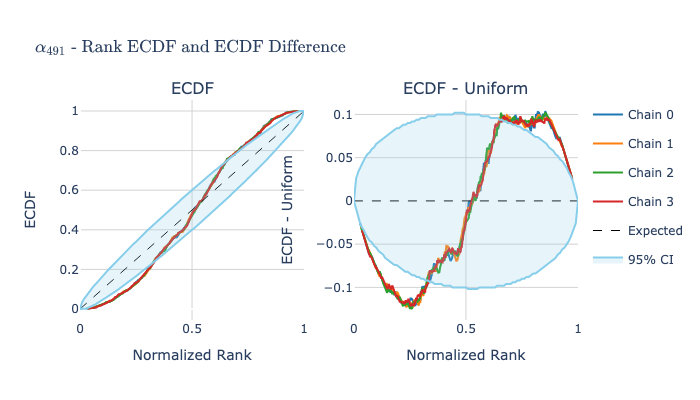 α₄₉₁ - Rank ECDF and ECDF Difference
ECDF
ECDF - Uniform
ECDF
1
0.8
0.6
0.4
0.2
0
0
0.5
1
Normalized Rank
ECDF - Uniform
0.1
0.05
0
−0.05
−0.1
0
0.5
1
Normalized Rank
Chain 0
Chain 1
Chain 2
Chain 3
Expected
95% CI